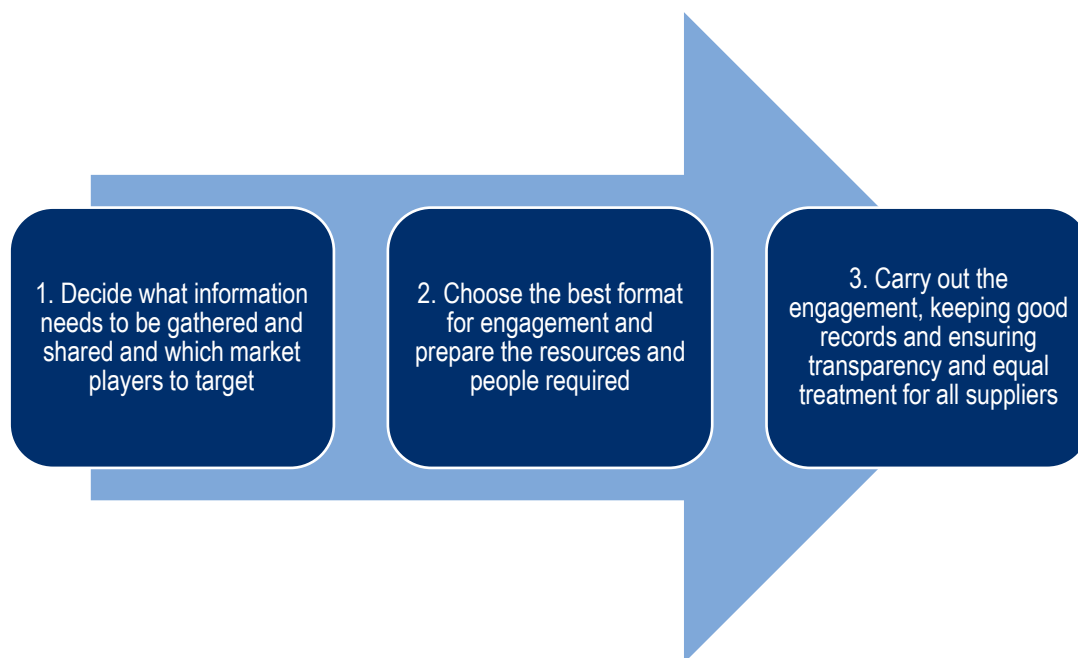 1. Decide what information
needs to be gathered and
shared and which market
players to target
2. Choose the best format
for engagement and
prepare the resources and
people required
3. Carry out the
engagement, keeping good
records and ensuring
transparency and equal
treatment for all suppliers